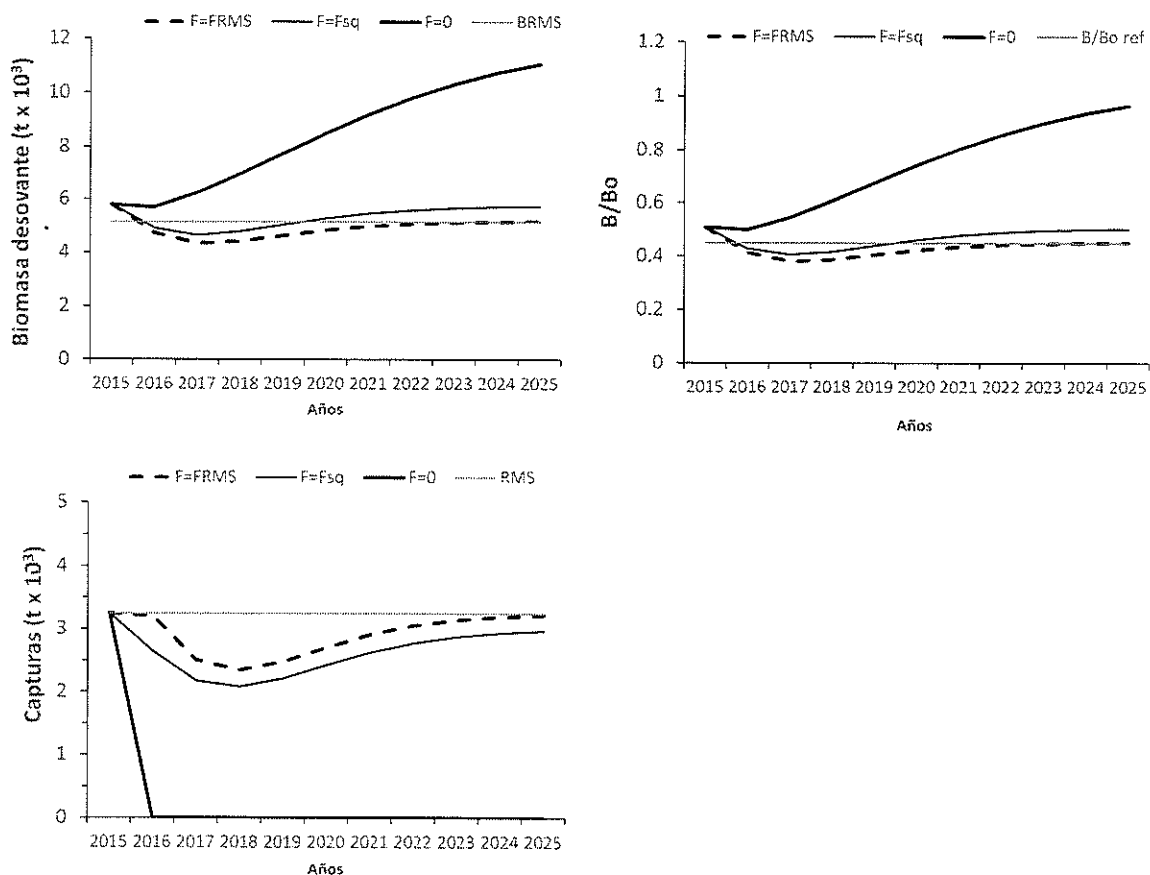 F=FRMS F=Fsq F=0 BRMS
Biomasa desovante (t x 10³)
12
10
8
6
4
2
0
2015 2016 2017 2018 2019 2020 2021 2022 2023 2024 2025
Años
F=FRMS F=Fsq F=0 B/Bo ref
B/Bo
1.2
1
0.8
0.6
0.4
0.2
0
2015 2016 2017 2018 2019 2020 2021 2022 2023 2024 2025
Años
F=FRMS F=Fsq F=0 RMS
Capturas (t x 10³)
5
4
3
2
1
0
2015 2016 2017 2018 2019 2020 2021 2022 2023 2024 2025
Años